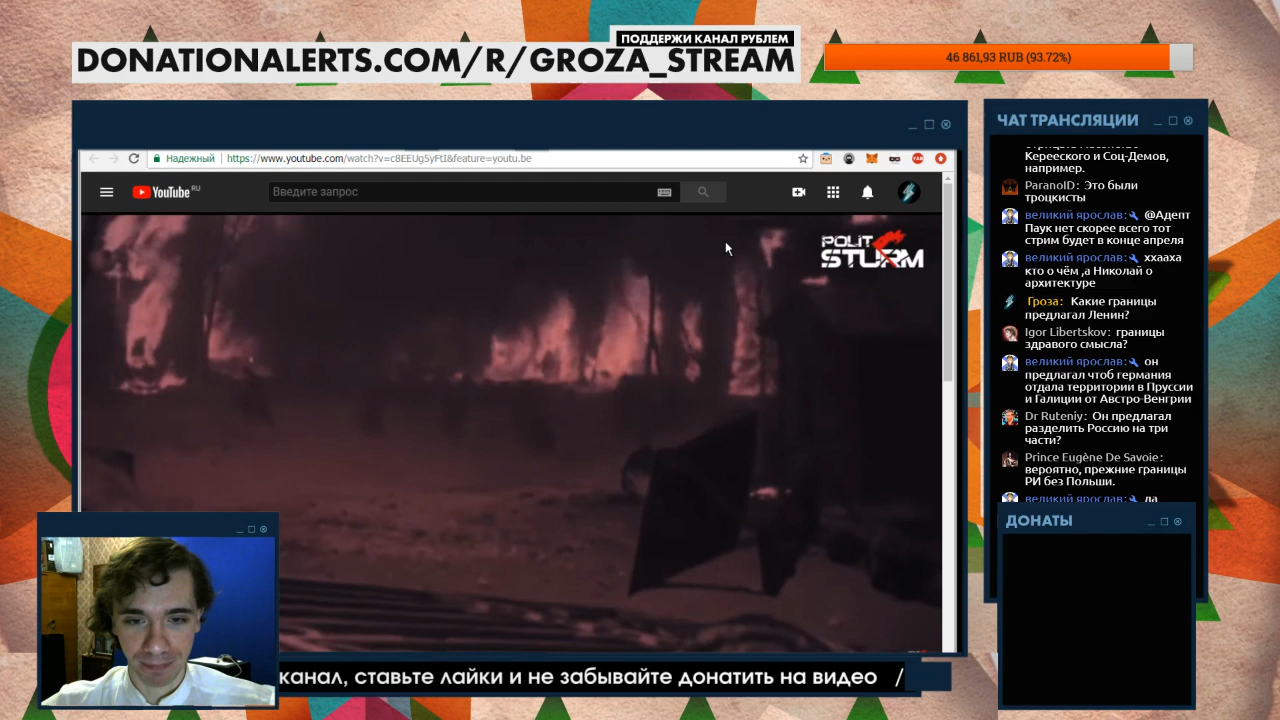 ПОДДЕРЖИ КАНАЛ РУБЛЕМ
DONATIONALERTS.COM/R/GROZA_STREAM
46 861,93 RUB (93.72%)
Надежный
https://www.youtube.com/watch?v=c8EEUg5yFtI&feature=youtu.be
YouTube RU
Введите запрос
POLIT
STURM
ЧАТ ТРАНСЛЯЦИИ
Керееского и Соц-Демов,
например.
ParanoID: Это были
троцкисты
великий ярослав: @Адепт
Паук нет скорее всего тот
стрим будет в конце апреля
великий ярослав: ххааха
кто о чём ,а Николай о
архитектуре
Гроза: Какие границы
предлагал Ленин?
Igor Libertskov: границы
здравого смысла?
великий ярослав: он
предлагал чтоб германия
отдала территории в Пруссии
и Галиции от Австро-Венгрии
Dr Ruteniy: Он предлагал
разделить Россию на три
части?
Prince Eugène De Savoie:
вероятно, прежние границы
РИ без Польши.
великий ярослав: да
ДОНАТЫ
канал, ставьте лайки и не забывайте донатить на видео /